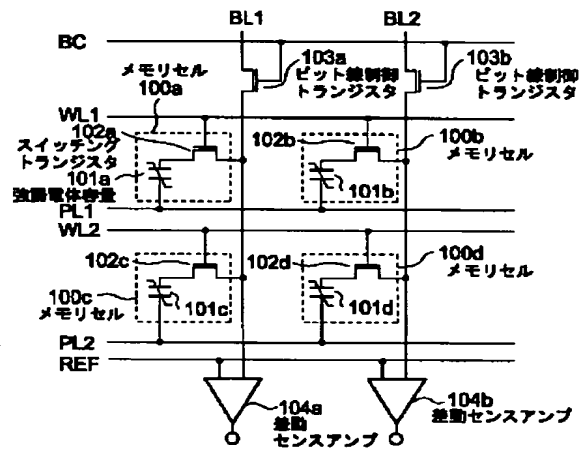 BL1 BL2
BC
103a
ビット線制御
トランジスタ
103b
ビット線制御
トランジスタ
メモリセル
100a
WL1
102a
スイッチング
トランジスタ
101a
強誘電体容量
102b
100b
メモリセル
101b
PL1
WL2
102c
100c
メモリセル
101c
102d
100d
メモリセル
101d
PL2
REF
104a
差動
センスアンプ
104b
差動センスアンプ